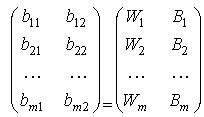 b11 b12 W1 B1
b21 b22 W2 B2
... ... = ... ...
bm1 bm2 Wm Bm